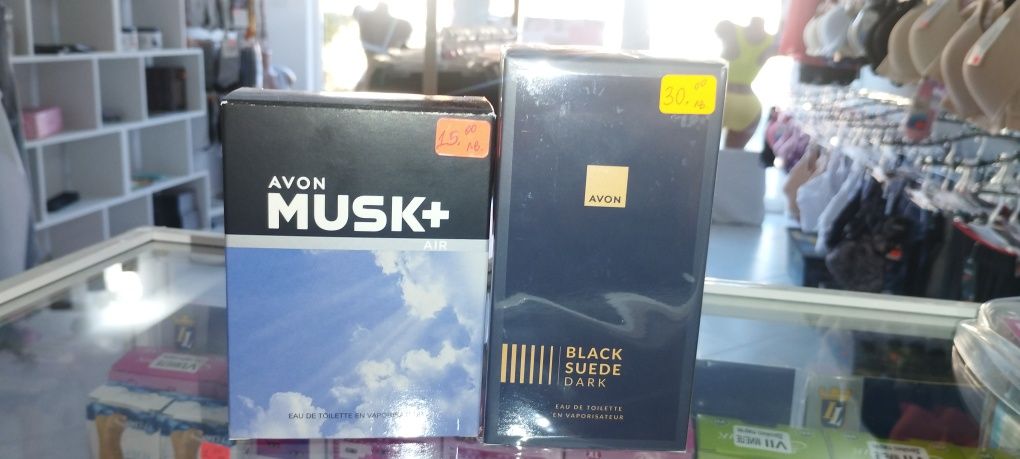 15.00
лв.
AVON
MUSK+
AIR
EAU DE TOILETTE EN VAPORISATEUR
30.00
лв
AVON
BLACK
SUEDE
DARK
EAU DE TOILETTE
EN VAPORISATEUR